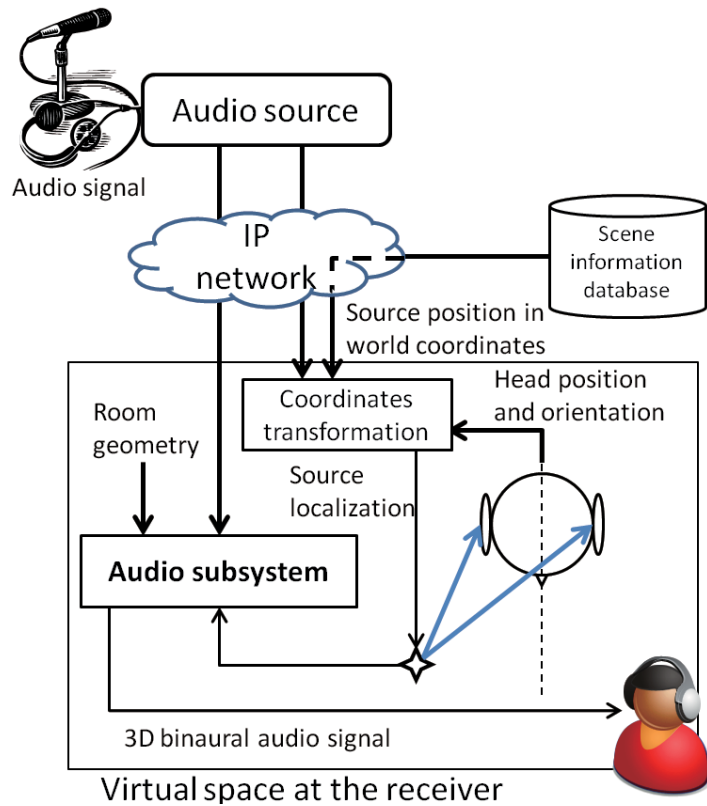 Audio source
Audio signal
IP
network
Scene
information
database
Source position in
world coordinates
Head position
and orientation
Coordinates
transformation
Room
geometry
Source
localization
Audio subsystem
3D binaural audio signal
Virtual space at the receiver